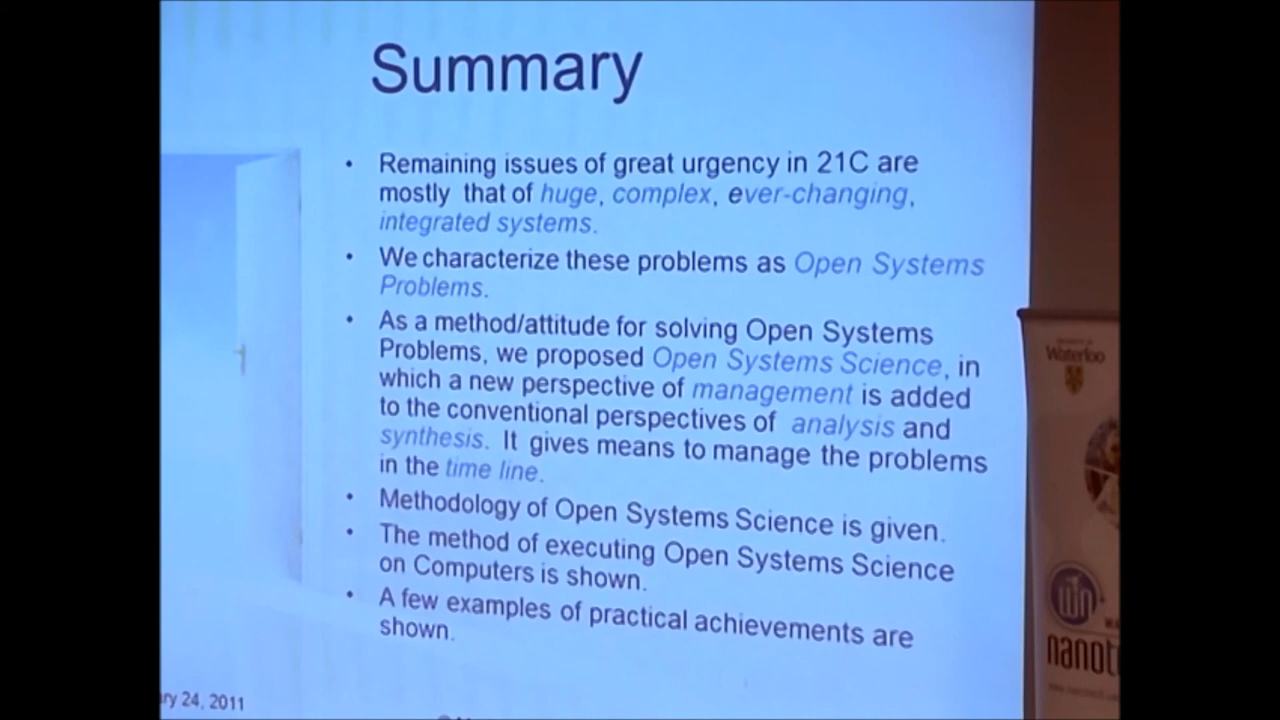 Summary
• Remaining issues of great urgency in 21C are
mostly that of huge, complex, ever-changing,
integrated systems.
• We characterize these problems as Open Systems
Problems.
• As a method/attitude for solving Open Systems
Problems, we proposed Open Systems Science, in
which a new perspective of management is added
to the conventional perspectives of analysis and
synthesis. It gives means to manage the problems
in the time line.
• Methodology of Open Systems Science is given.
• The method of executing Open Systems Science
on Computers is shown.
• A few examples of practical achievements are
shown.
ry 24, 2011
Waterloo
nanot